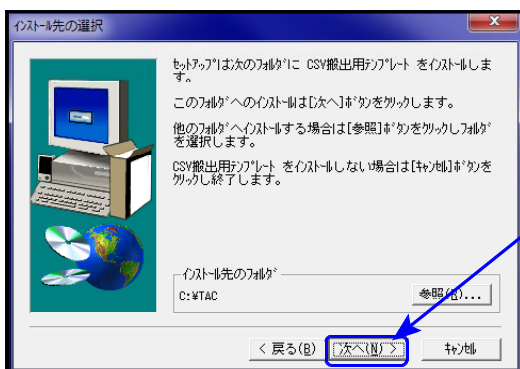 ｲﾝｽﾄｰﾙ先の選択
ｾｯﾄｱｯﾌﾟは次のﾌｫﾙﾀﾞに CSV搬出用ﾃﾝﾌﾟﾚｰﾄ をｲﾝｽﾄｰﾙしま
す。
このﾌｫﾙﾀﾞへのｲﾝｽﾄｰﾙは[次へ]ﾎﾞﾀﾝをｸﾘｯｸします。
他のﾌｫﾙﾀﾞへｲﾝｽﾄｰﾙする場合は[参照]ﾎﾞﾀﾝをｸﾘｯｸしﾌｫﾙﾀﾞ
を選択します。
CSV搬出用ﾃﾝﾌﾟﾚｰﾄ をｲﾝｽﾄｰﾙしない場合は[ｷｬﾝｾﾙ]ﾎﾞﾀﾝを
ｸﾘｯｸし終了します。
ｲﾝｽﾄｰﾙ先のﾌｫﾙﾀﾞ
C:¥TAC
参照(R)...
< 戻る(B)
次へ(N) >
ｷｬﾝｾﾙ